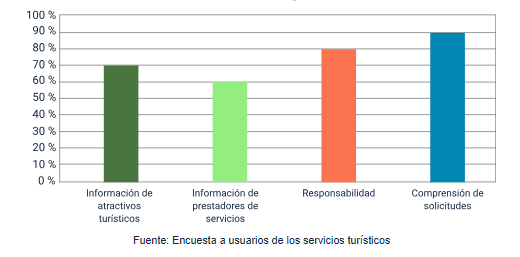 100 %
90 %
80 %
70 %
60 %
50 %
40 %
30 %
20 %
10 %
0 %
Información de
atractivos
turísticos
Información de
prestadores de
servicios
Responsabilidad
Comprensión de
solicitudes
Fuente: Encuesta a usuarios de los servicios turísticos